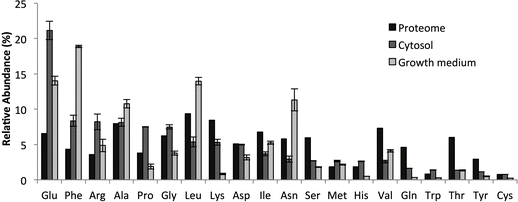 25
20
15
10
5
0
Relative Abundance (%)
Proteome
Cytosol
Growth medium
Glu Phe Arg Ala Pro Gly Leu Lys Asp Ile Asn Ser Met His Val Gln Trp Thr Tyr Cys